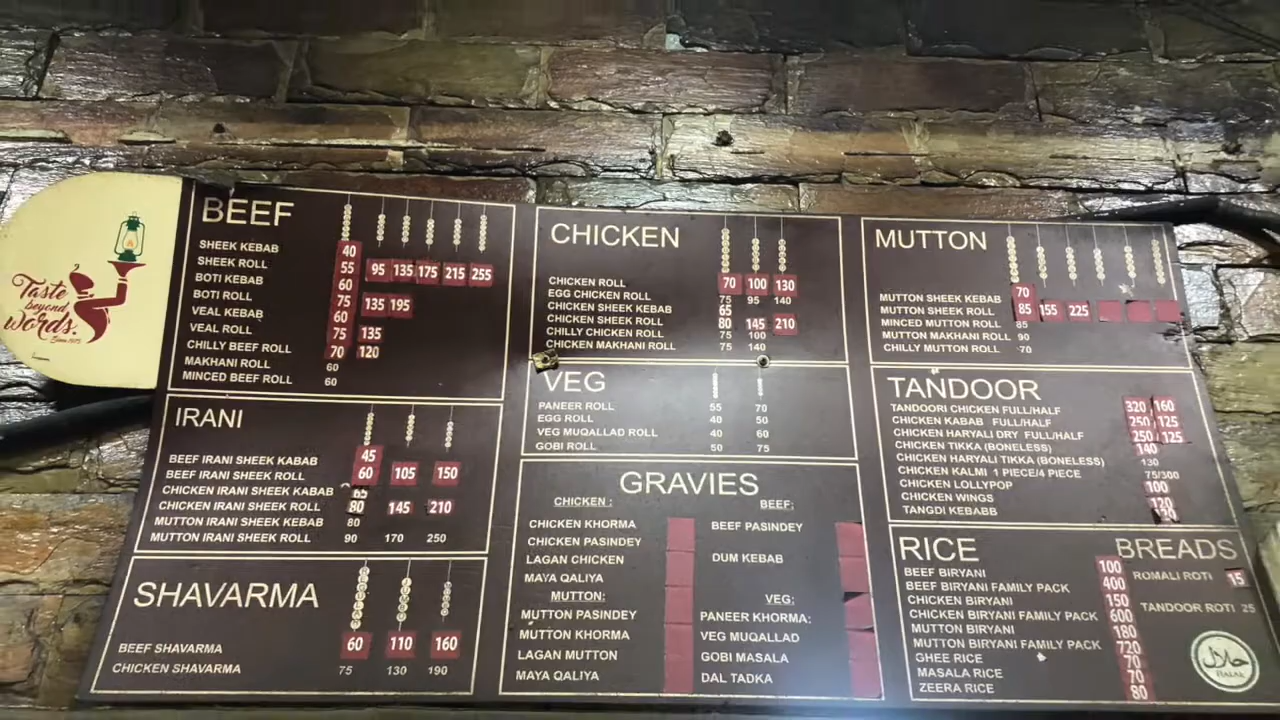 Taste
beyond
words.
Since 1975
BEEF
SHEEK KEBAB 40
SHEEK ROLL 55 95 135 175 215 255
BOTI KEBAB 60
BOTI ROLL 75 135 195
VEAL KEBAB 60
VEAL ROLL 75 135
CHILLY BEEF ROLL 70 120
MAKHANI ROLL 60
MINCED BEEF ROLL 60
IRANI
BEEF IRANI SHEEK KABAB 45
BEEF IRANI SHEEK ROLL 60 105 150
CHICKEN IRANI SHEEK KABAB 65
CHICKEN IRANI SHEEK ROLL 80 145 210
MUTTON IRANI SHEEK KEBAB 80
MUTTON IRANI SHEEK ROLL 90 170 250
SHAVARMA
BEEF SHAVARMA 60 110 160
CHICKEN SHAVARMA 75 130 190
CHICKEN
CHICKEN ROLL 70 100 130
EGG CHICKEN ROLL 75 95 140
CHICKEN SHEEK KEBAB 65
CHICKEN SHEEK ROLL 80 145 210
CHILLY CHICKEN ROLL 75 100
CHICKEN MAKHANI ROLL 75 140
VEG
PANEER ROLL 55 70
EGG ROLL 40 50
VEG MUQALLAD ROLL 40 60
GOBI ROLL 50 75
GRAVIES
CHICKEN : BEEF:
CHICKEN KHORMA BEEF PASINDEY
CHICKEN PASINDEY
LAGAN CHICKEN DUM KEBAB
MAYA QALIYA
MUTTON: VEG:
MUTTON PASINDEY PANEER KHORMA:
MUTTON KHORMA VEG MUQALLAD
LAGAN MUTTON GOBI MASALA
MAYA QALIYA DAL TADKA
MUTTON
MUTTON SHEEK KEBAB 70
MUTTON SHEEK ROLL 85 155 225
MINCED MUTTON ROLL 85
MUTTON MAKHANI ROLL 90
CHILLY MUTTON ROLL 70
TANDOOR
TANDOORI CHICKEN FULL/HALF 320 160
CHICKEN KABAB FULL/HALF 250 125
CHICKEN HARYALI DRY FULL/HALF 250 125
CHICKEN TIKKA (BONELESS) 140
CHICKEN HARYALI TIKKA (BONELESS) 130
CHICKEN KALMI 1 PIECE/4 PIECE 75/300
CHICKEN LOLLYPOP 100
CHICKEN WINGS 120
TANGDI KEBABB
RICE
BEEF BIRYANI 100
BEEF BIRYANI FAMILY PACK 400
CHICKEN BIRYANI 150
CHICKEN BIRYANI FAMILY PACK 600
MUTTON BIRYANI 180
MUTTON BIRYANI FAMILY PACK 720
GHEE RICE 70
MASALA RICE 70
ZEERA RICE 80
BREADS
ROMALI ROTI 15
TANDOOR ROTI 25
حلال
HALAL